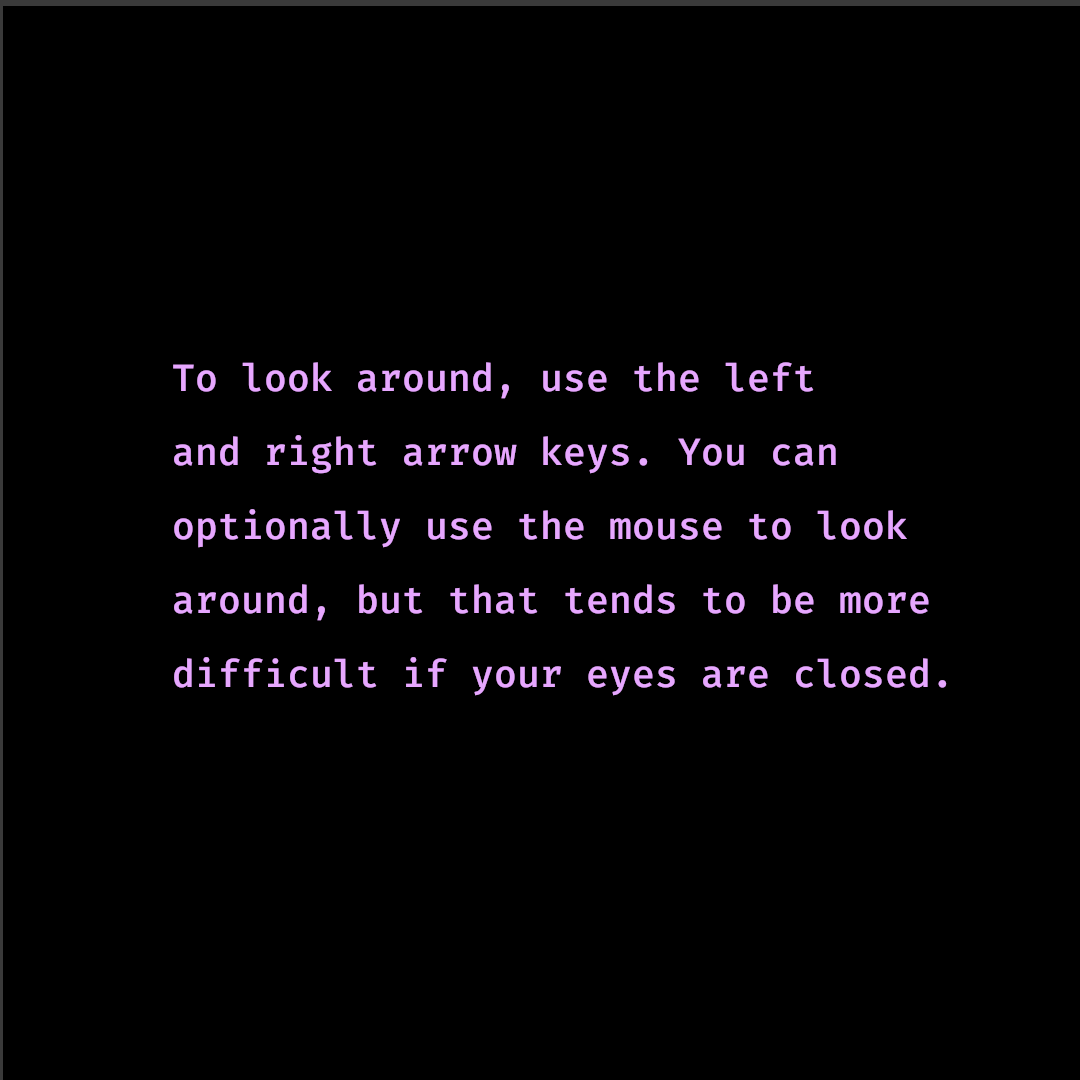 To look around, use the left
and right arrow keys. You can
optionally use the mouse to look
around, but that tends to be more
difficult if your eyes are closed.